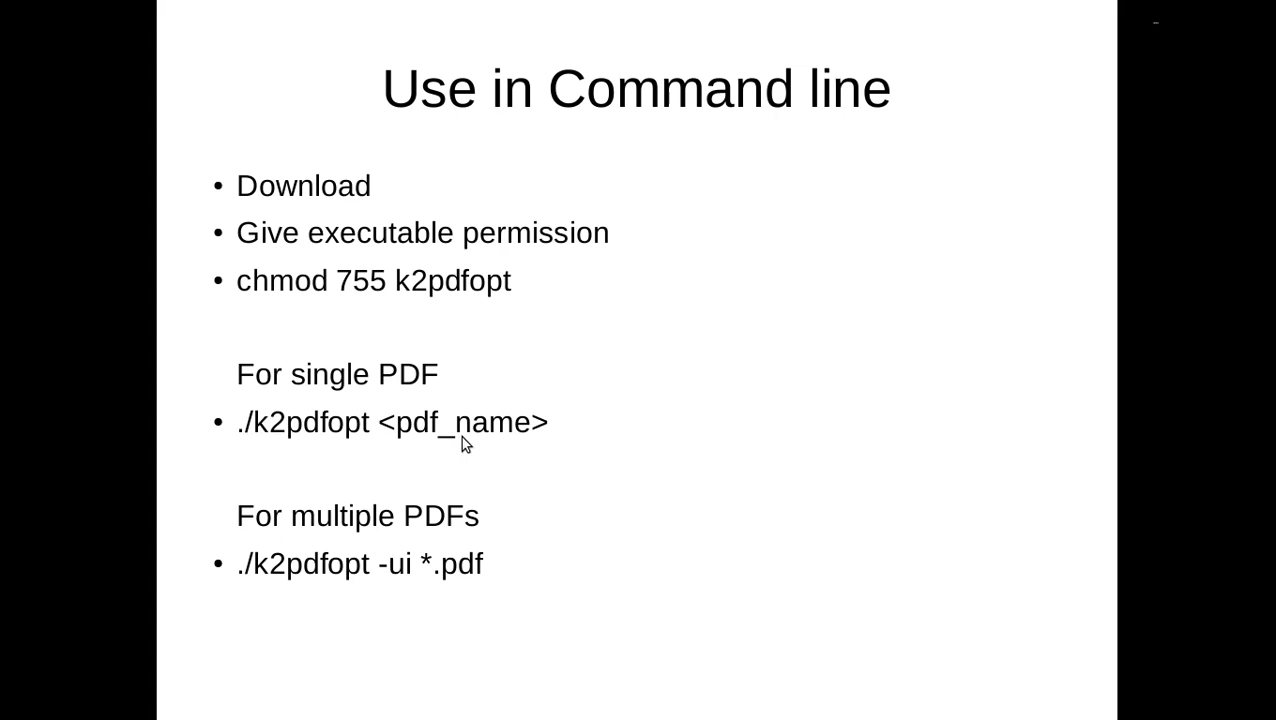 Use in Command line
• Download
• Give executable permission
• chmod 755 k2pdfopt
For single PDF
• ./k2pdfopt <pdf_name>
For multiple PDFs
• ./k2pdfopt -ui *.pdf